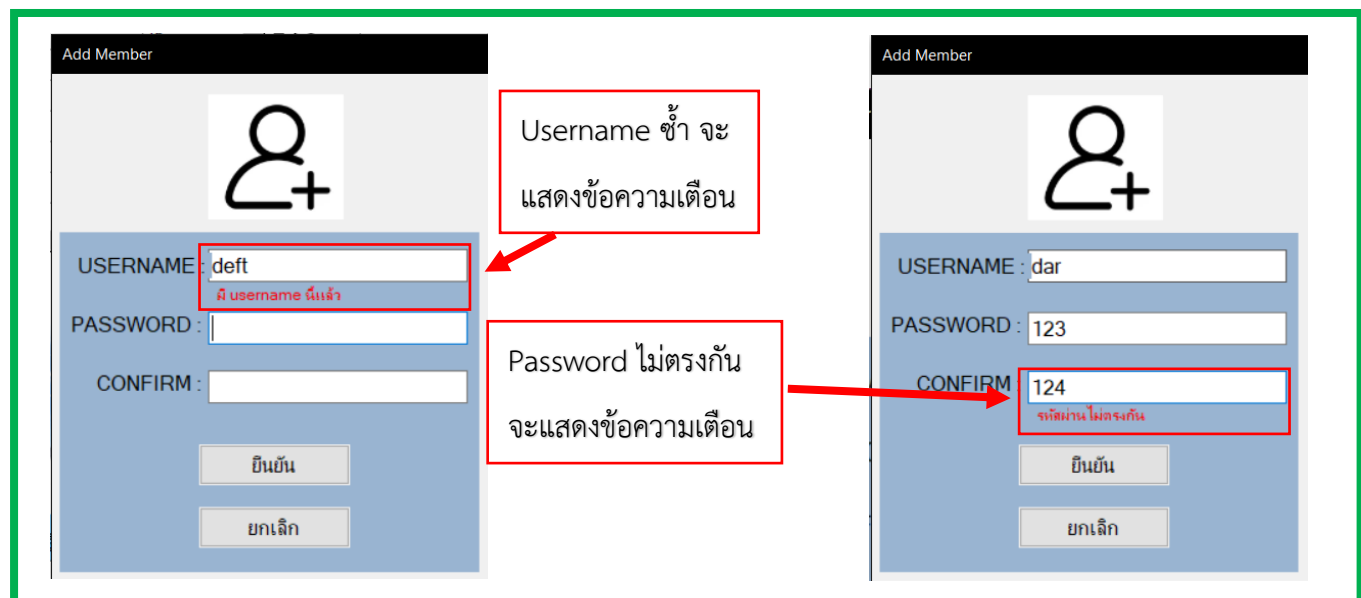 Add Member
USERNAME : deft
มี username นี้แล้ว
PASSWORD :
CONFIRM :
ยืนยัน
ยกเลิก
Username ซ้ำ จะ
แสดงข้อความเตือน
Password ไม่ตรงกัน
จะแสดงข้อความเตือน
Add Member
USERNAME : dar
PASSWORD : 123
CONFIRM : 124
รหัสผ่านไม่ตรงกัน
ยืนยัน
ยกเลิก